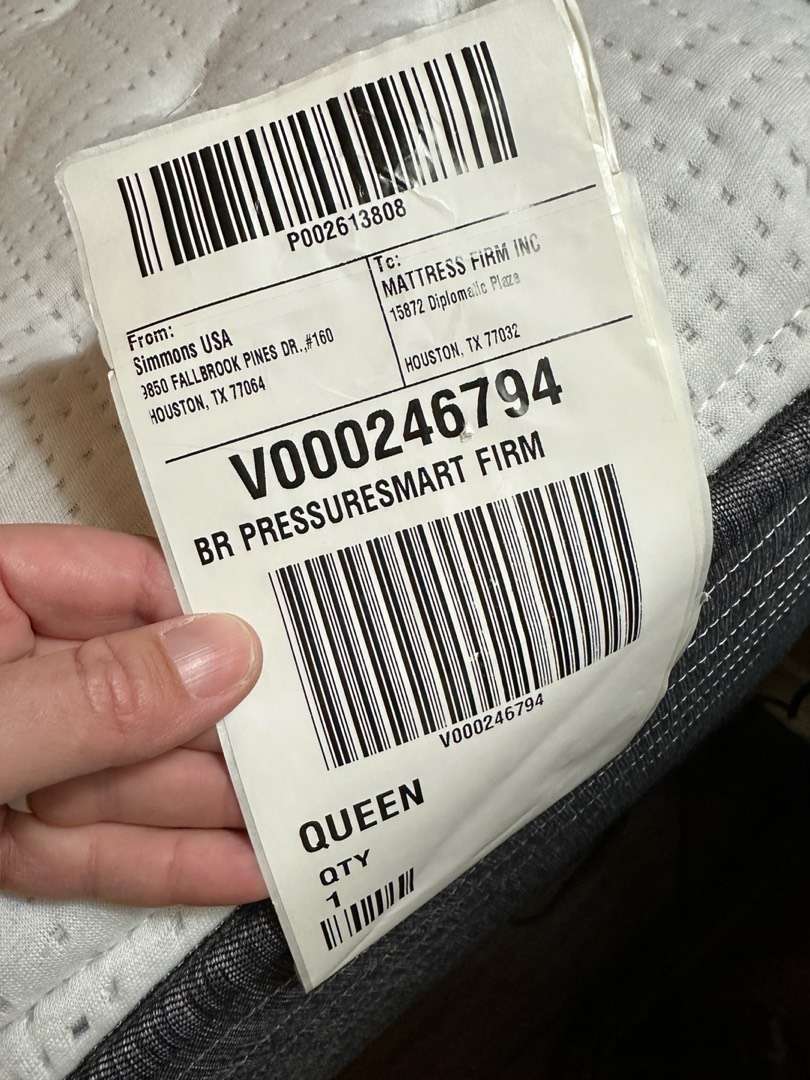 P002613808
From:
Simmons USA
9850 FALLBROOK PINES DR.,#160
HOUSTON, TX 77064
To:
MATTRESS FIRM INC
15872 Diplomatic Plaza
HOUSTON, TX 77032
V000246794
BR PRESSURESMART FIRM
V000246794
QUEEN
QTY
1